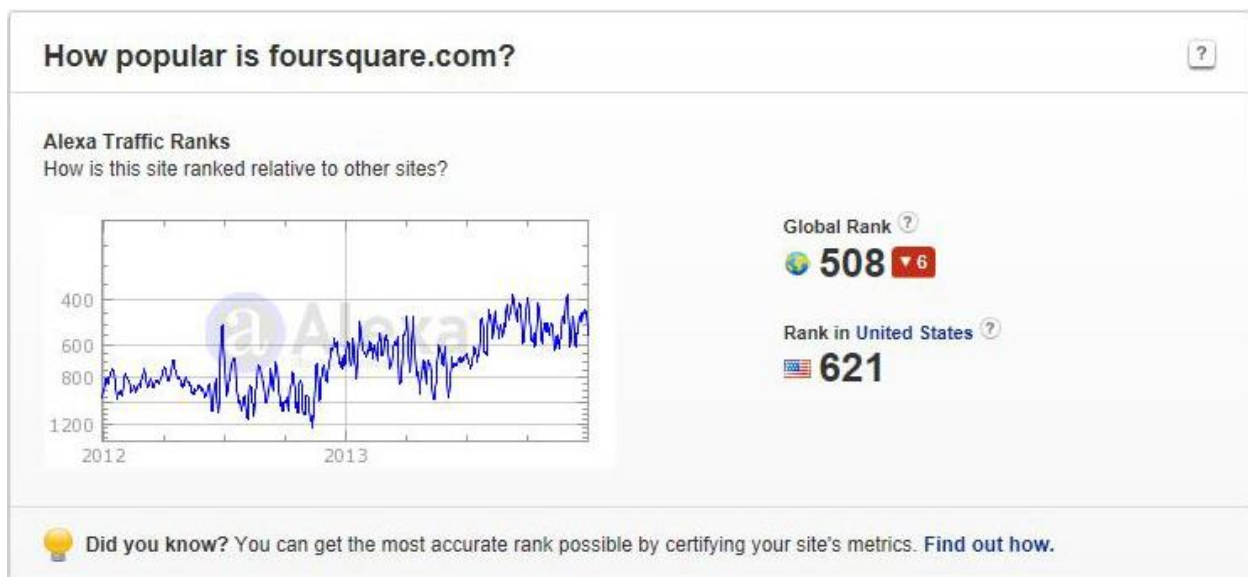 How popular is foursquare.com?
?
Alexa Traffic Ranks
How is this site ranked relative to other sites?
Alexa
400
600
800
1200
2012
2013
Global Rank ?
508 ▼ 6
Rank in United States ?
621
Did you know? You can get the most accurate rank possible by certifying your site's metrics. Find out how.